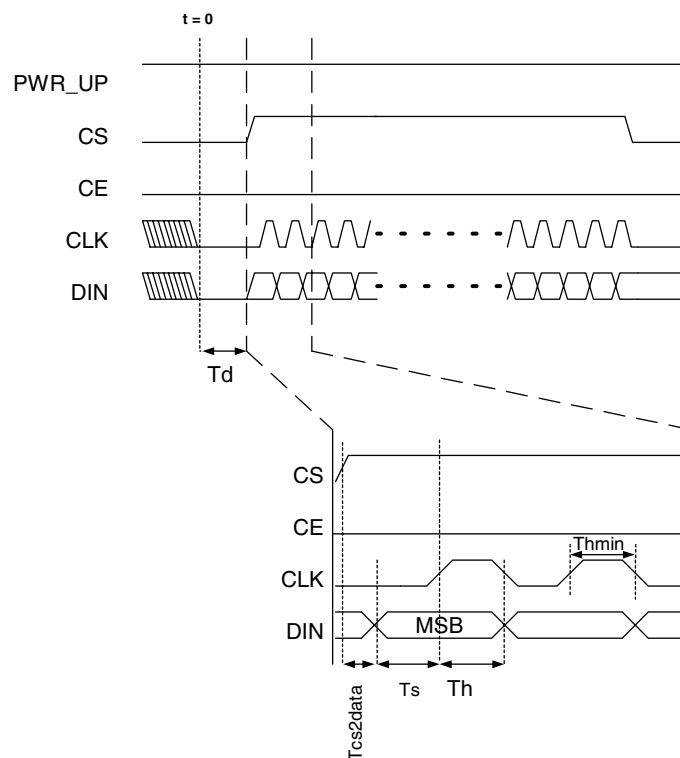 t = 0
PWR_UP
CS
CE
CLK
DIN
Td
CS
CE
Thmin
CLK
DIN
MSB
Tcs2data
Ts
Th